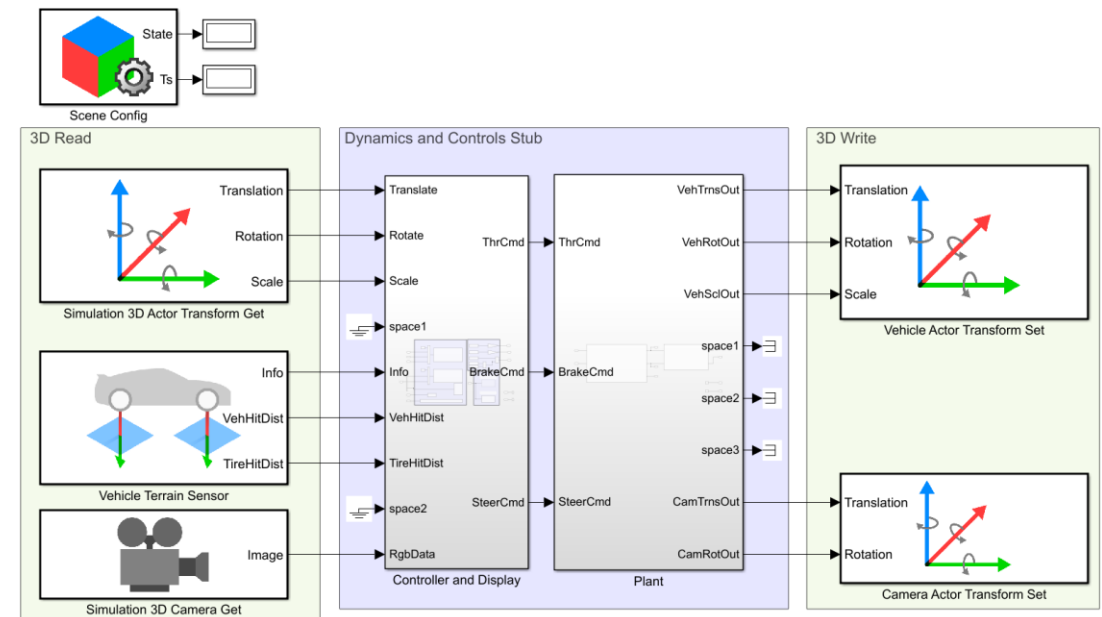 State
Ts
Scene Config
3D Read
Translation
Rotation
Scale
Simulation 3D Actor Transform Get
Info
VehHitDist
TireHitDist
Vehicle Terrain Sensor
Image
Simulation 3D Camera Get
Dynamics and Controls Stub
Translate
Rotate
Scale
space1
Info
VehHitDist
TireHitDist
space2
RgbData
ThrCmd
BrakeCmd
SteerCmd
Controller and Display
ThrCmd
BrakeCmd
SteerCmd
VehTrnsOut
VehRotOut
VehSclOut
space1
space2
space3
CamTrnsOut
CamRotOut
Plant
3D Write
Translation
Rotation
Scale
Vehicle Actor Transform Set
Translation
Rotation
Camera Actor Transform Set